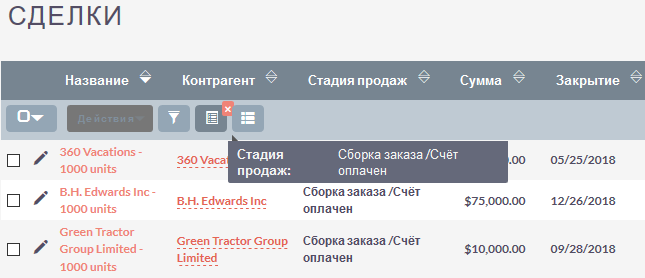 СДЕЛКИ
Название Контрагент Стадия продаж Сумма Закрытие
Действия
Стадия продаж: Сборка заказа /Счёт оплачен
360 Vacations - 1000 units 360 Vacat 0.00 05/25/2018
B.H. Edwards Inc - 1000 units B.H. Edwards Inc Сборка заказа /Счёт оплачен $75,000.00 12/26/2018
Green Tractor Group Limited - 1000 units Green Tractor Group Limited Сборка заказа /Счёт оплачен $10,000.00 09/28/2018